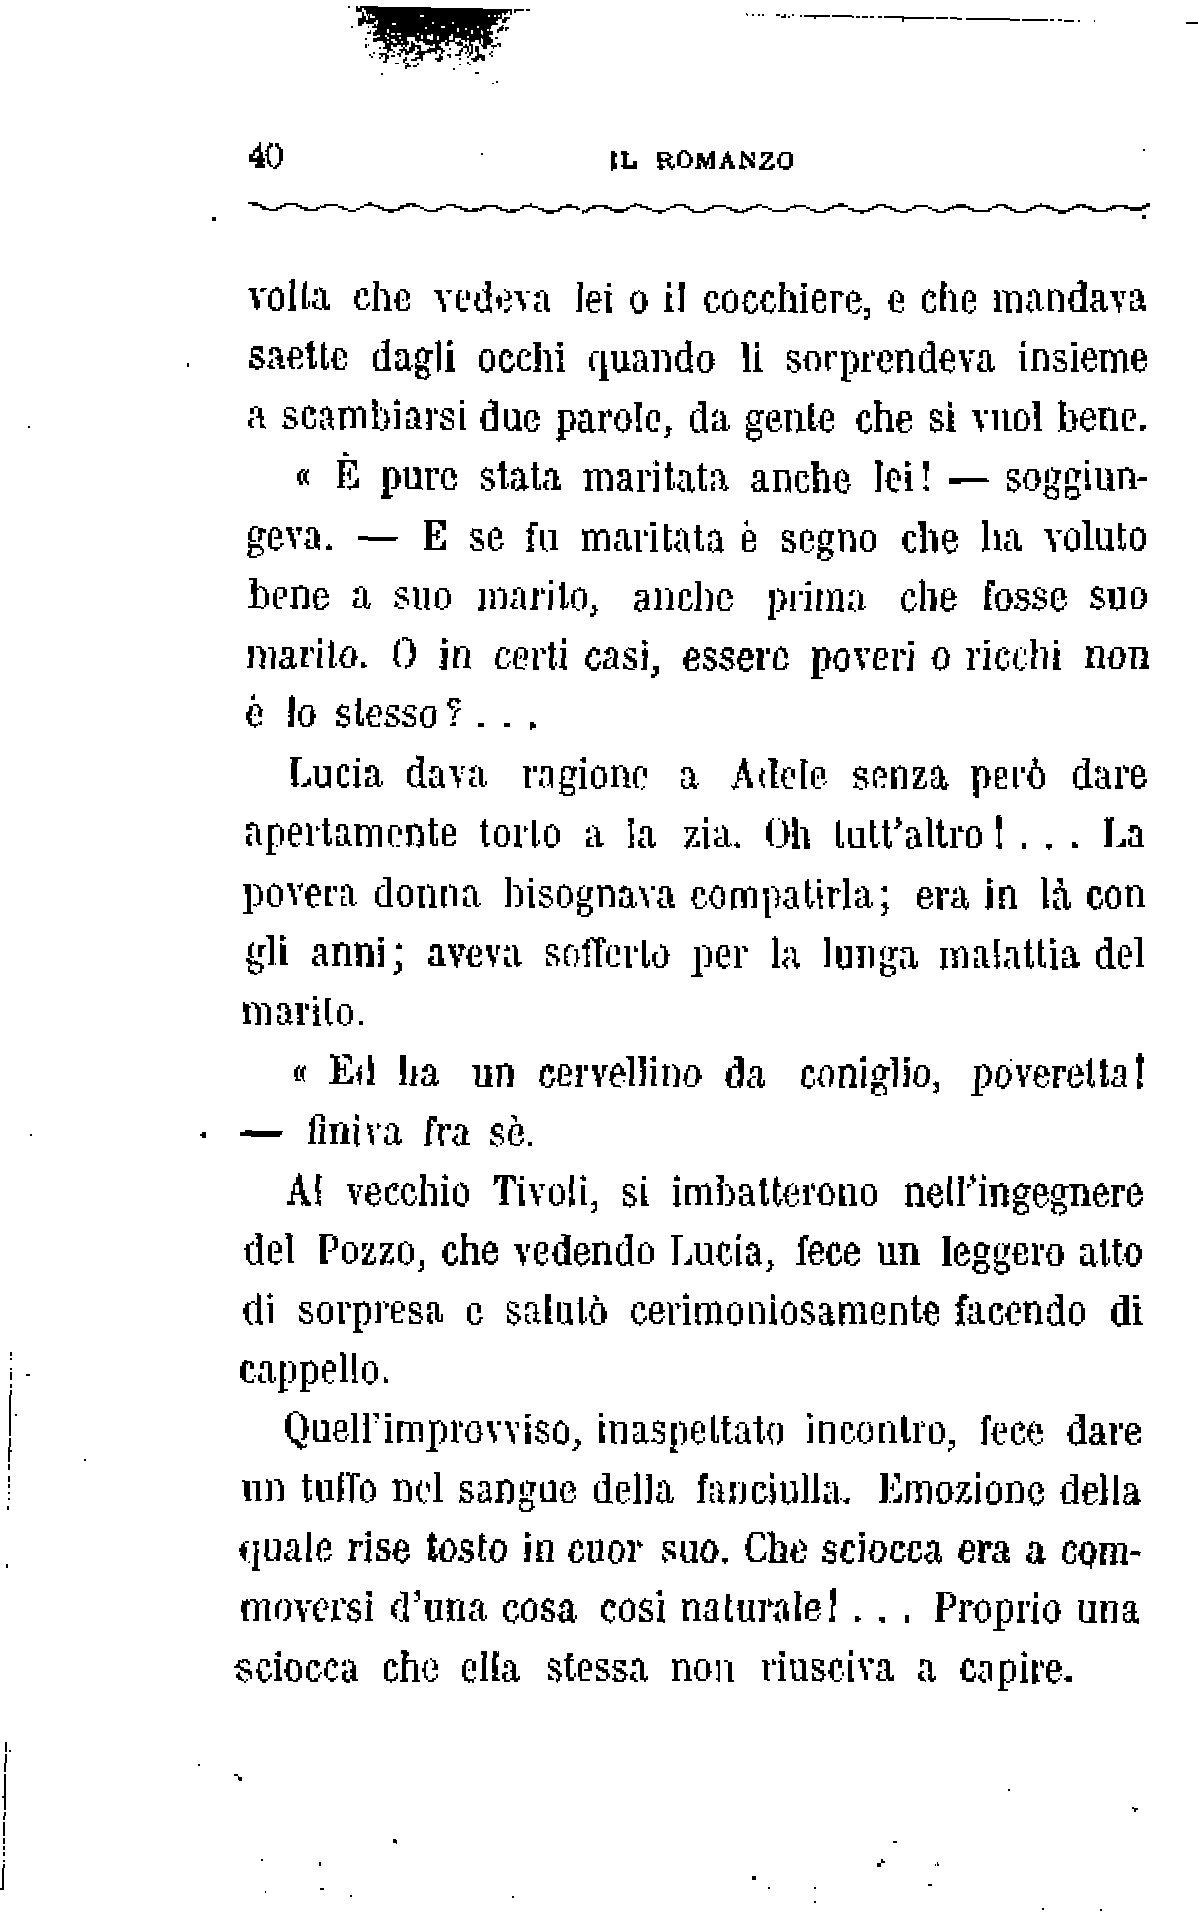 40 IL ROMANZO
volta che vedeva lei o il cocchiere, e che mandava
saette dagli occhi quando li sorprendeva insieme
a scambiarsi due parole, da gente che si vuol bene.
« È pure stata maritata anche lei! — soggiun-
geva. — E se fu maritata è segno che ha voluto
bene a suo marito, anche prima che fosse suo
marito. O in certi casi, essere poveri o ricchi non
è lo stesso? . . .
Lucia dava ragione a Adele senza però dare
apertamente torto a la zia. Oh tutt'altro! . . . La
povera donna bisognava compatirla; era in là con
gli anni; aveva sofferto per la lunga malattia del
marito.
« Ed ha un cervellino da coniglio, poveretta!
— finiva fra sè.
Al vecchio Tivoli, si imbatterono nell'ingegnere
del Pozzo, che vedendo Lucia, fece un leggero atto
di sorpresa e salutò cerimoniosamente facendo di
cappello.
Quell'improvviso, inaspettato incontro, fece dare
un tuffo nel sangue della fanciulla. Emozione della
quale rise tosto in cuor suo. Che sciocca era a com-
moversi d'una cosa così naturale! . . . Proprio una
sciocca che ella stessa non riusciva a capire.